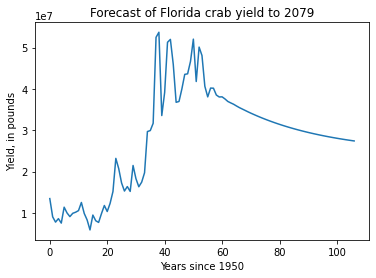 Forecast of Florida crab yield to 2079
1e7
5
4
3
2
1
Yield, in pounds
0 20 40 60 80 100
Years since 1950